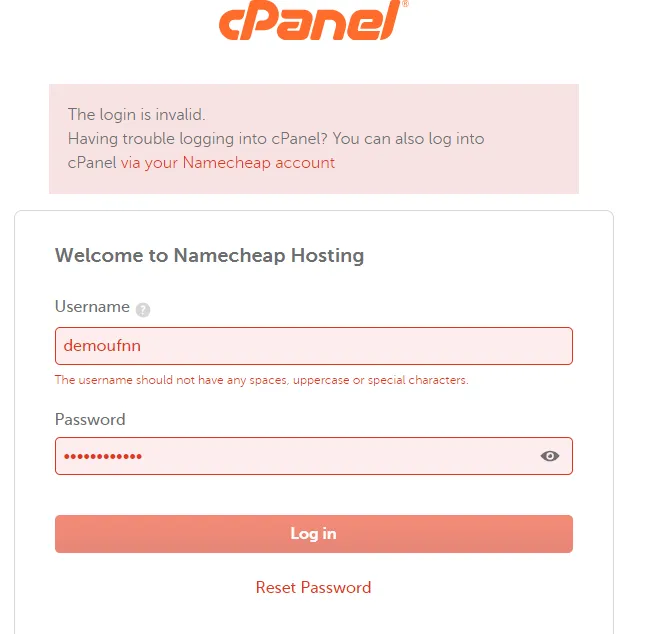 cPanel®
The login is invalid.
Having trouble logging into cPanel? You can also log into
cPanel via your Namecheap account
Welcome to Namecheap Hosting
Username ?
demoufnn
The username should not have any spaces, uppercase or special characters.
Password
••••••••••••
Log in
Reset Password